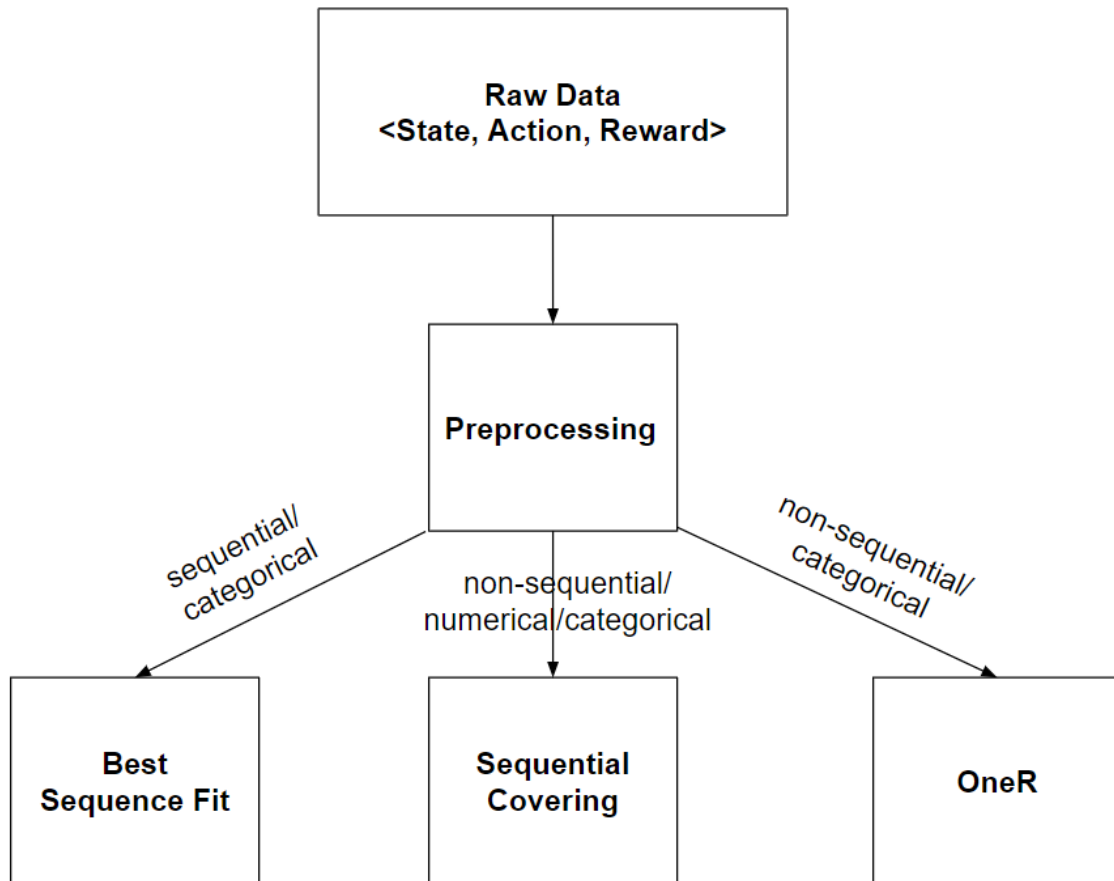 Raw Data
<State, Action, Reward>
Preprocessing
sequential/
categorical
non-sequential/
numerical/categorical
non-sequential/
categorical
Best
Sequence Fit
Sequential
Covering
OneR